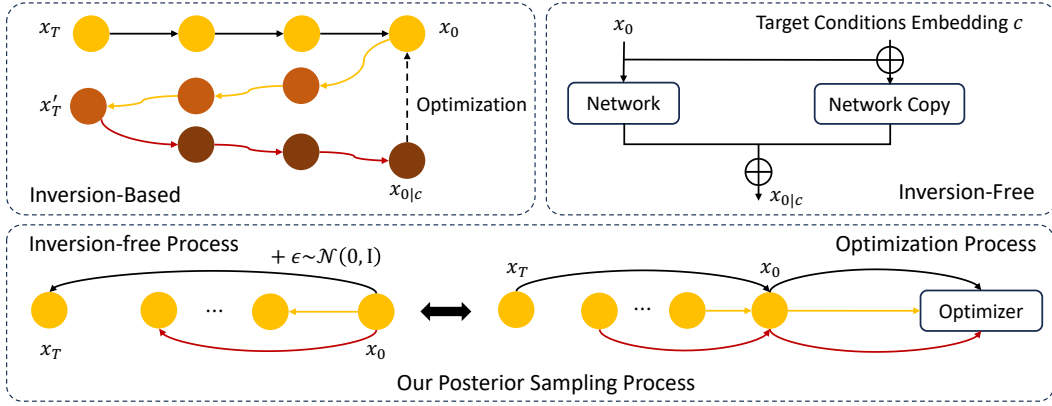 x_T
x_0
x'_T
Optimization
x_{0|c}
Inversion-Based
x_0
Target Conditions Embedding c
Network
Network Copy
x_{0|c}
Inversion-Free
Inversion-free Process
+ ϵ~𝒩(0, I)
...
x_T
x_0
Optimization Process
x_T
x_0
...
Optimizer
Our Posterior Sampling Process